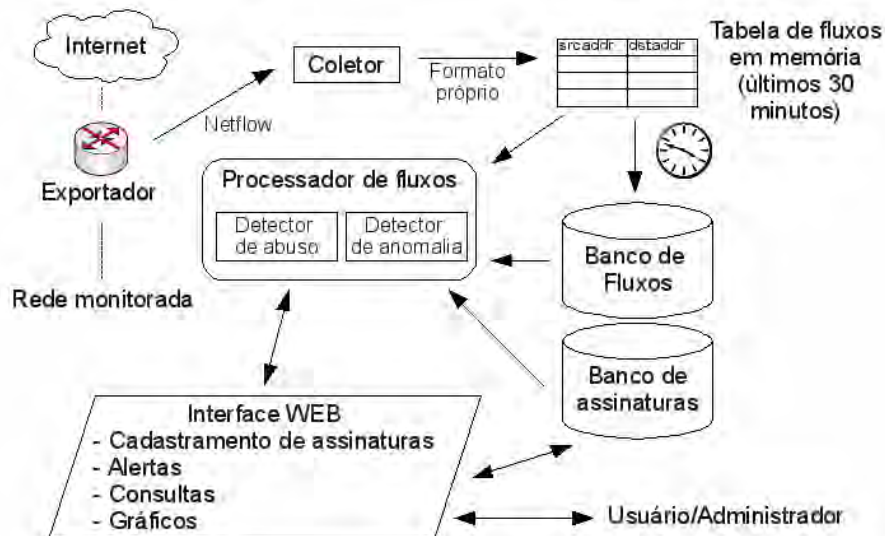 Internet
Coletor
Formato
próprio
srcaddr dstaddr
Tabela de fluxos
em memória
(últimos 30
minutos)
Netflow
Exportador
Processador de fluxos
Detector
de abuso
Detector
de anomalia
Banco de
Fluxos
Rede monitorada
Banco de
assinaturas
Interface WEB
- Cadastramento de assinaturas
- Alertas
- Consultas
- Gráficos
Usuário/Administrador